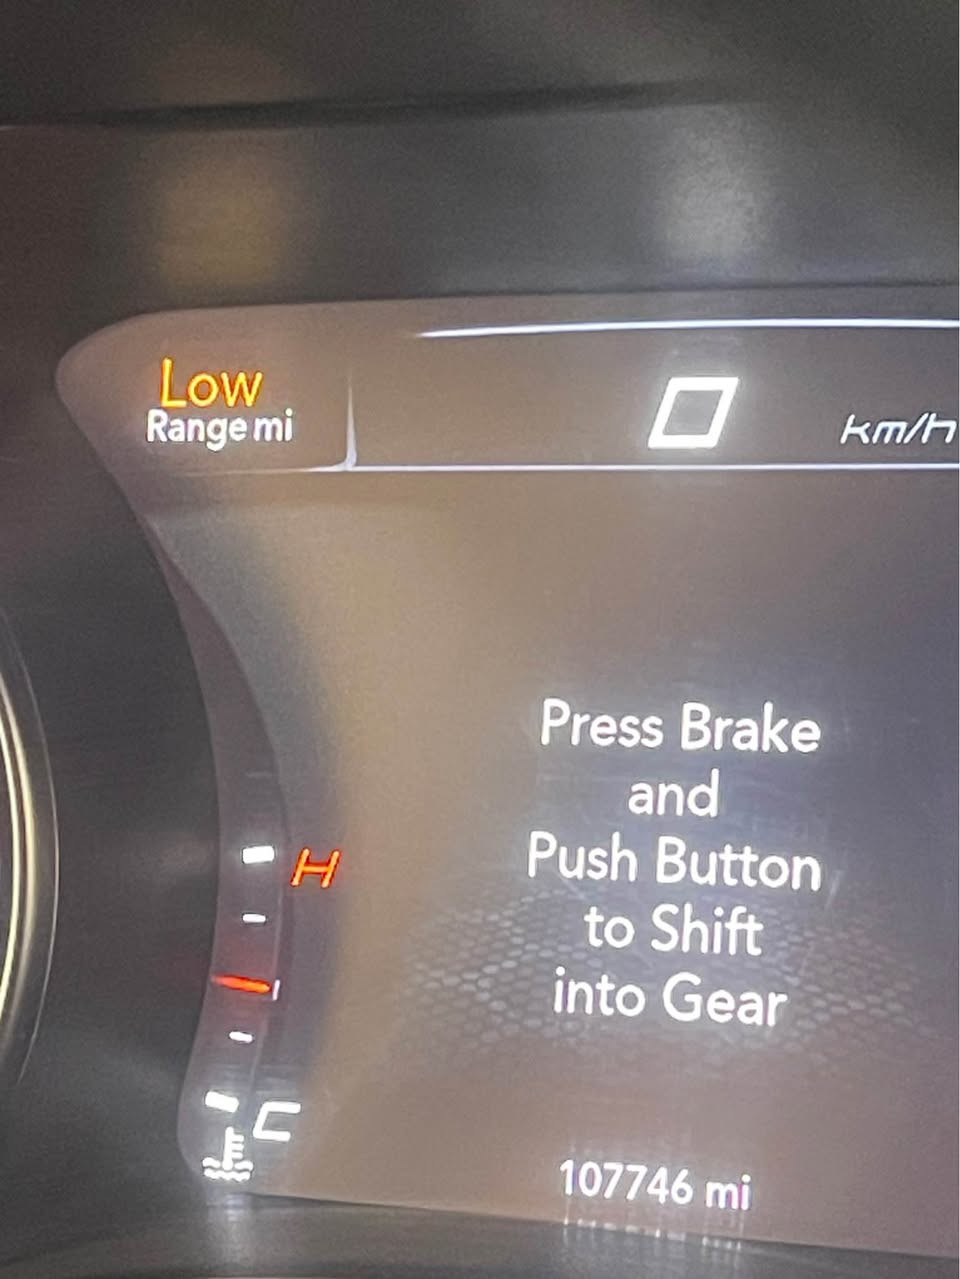 Low
Range mi
0
km/h
Press Brake
and
Push Button
to Shift
into Gear
H
C
107746 mi